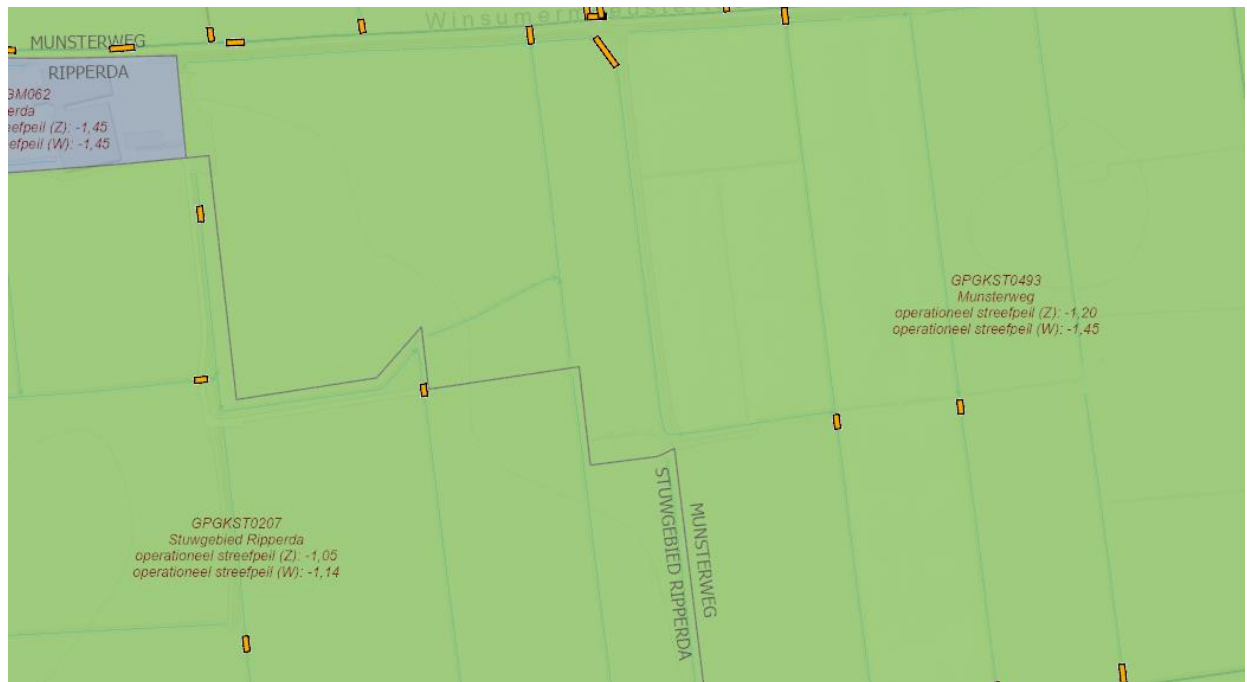 MUNSTERWEG
RIPPERDA
GM062
erda
eefpeil (Z): -1,45
efpeil (W): -1,45
GPGKST0493
Munsterweg
operationeel streefpeil (Z): -1,20
operationeel streefpeil (W): -1,45
GPGKST0207
Stuwgebied Ripperda
operationeel streefpeil (Z): -1,05
operationeel streefpeil (W): -1,14
STUWGEBIED RIPPERDA
MUNSTERWEG